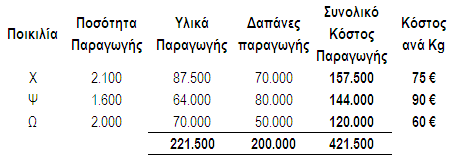 Ποικιλία Ποσότητα Παραγωγής Υλικά Παραγωγής Δαπάνες παραγωγής Συνολικό Κόστος Παραγωγής Κόστος ανά Kg
Χ 2.100 87.500 70.000 157.500 75 €
Ψ 1.600 64.000 80.000 144.000 90 €
Ω 2.000 70.000 50.000 120.000 60 €
221.500 200.000 421.500